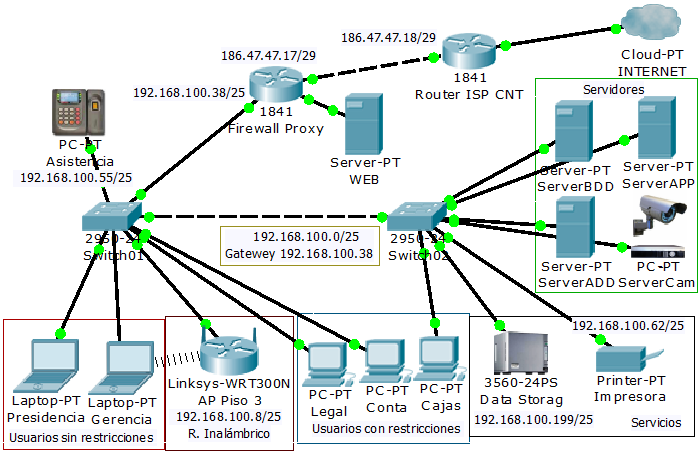 186.47.47.18/29
Cloud-PT
INTERNET
186.47.47.17/29
1841
Router ISP CNT
192.168.100.38/25
1841
Firewall Proxy
Servidores
PC-PT
Asistencia
192.168.100.55/25
Server-PT
WEB
Server-PT
ServerBDD
Server-PT
ServerAPP
2950-24
Switch01
192.168.100.0/25
Gatewey 192.168.100.38
2950-24
Switch02
Server-PT
ServerADD
PC-PT
ServerCam
192.168.100.62/25
Laptop-PT
Presidencia
Laptop-PT
Gerencia
Usuarios sin restricciones
Linksys-WRT300N
AP Piso 3
192.168.100.8/25
R. Inalámbrico
PC-PT
Legal
PC-PT
Conta
PC-PT
Cajas
Usuarios con restricciones
3560-24PS
Data Storag
192.168.100.199/25
Printer-PT
Impresora
Servicios